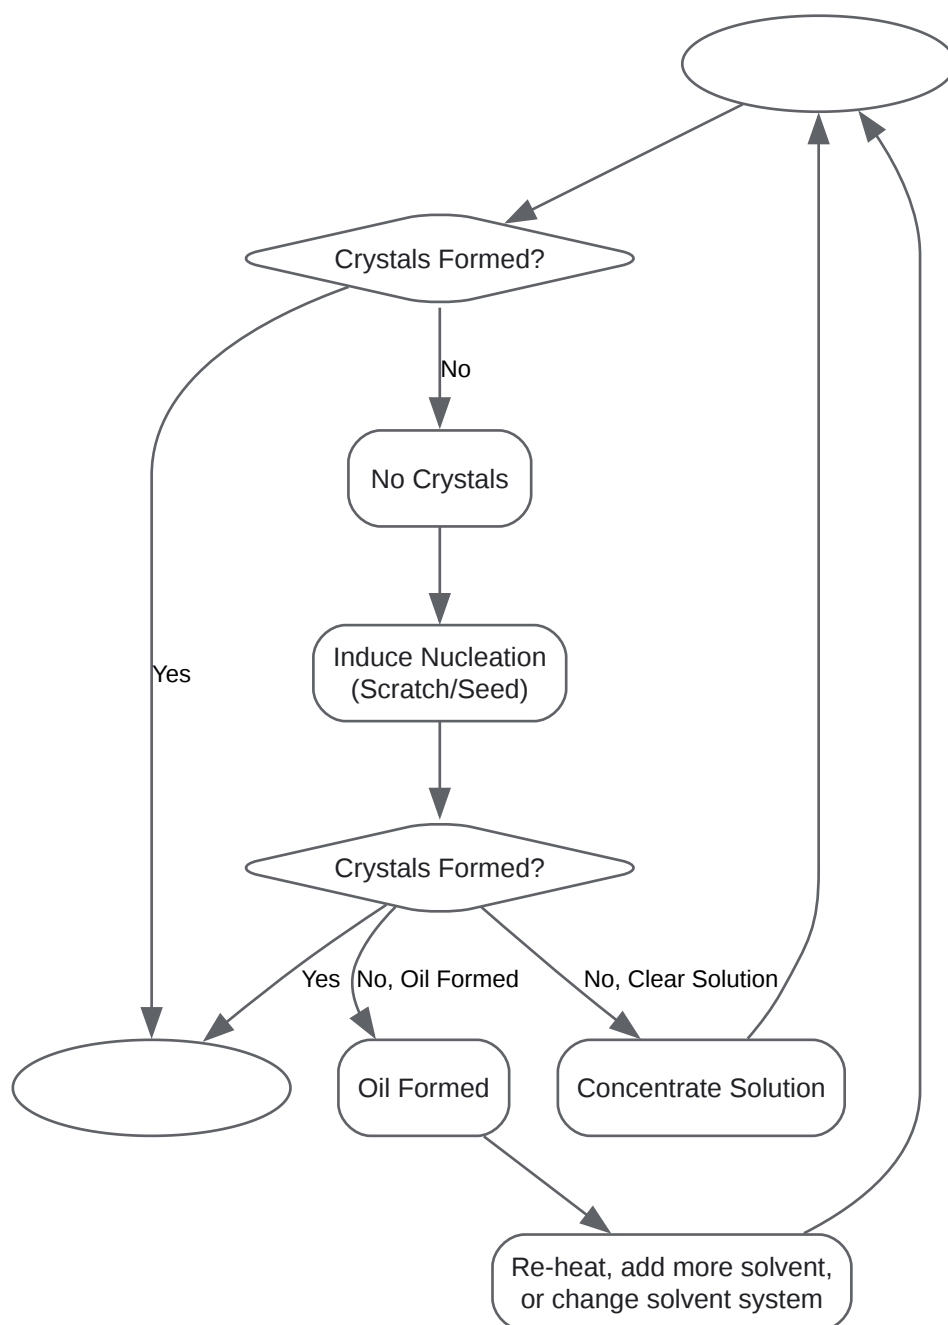 Crystals Formed?
No
No Crystals
Yes
Induce Nucleation
(Scratch/Seed)
Crystals Formed?
Yes
No, Oil Formed
No, Clear Solution
Oil Formed
Concentrate Solution
Re-heat, add more solvent,
or change solvent system